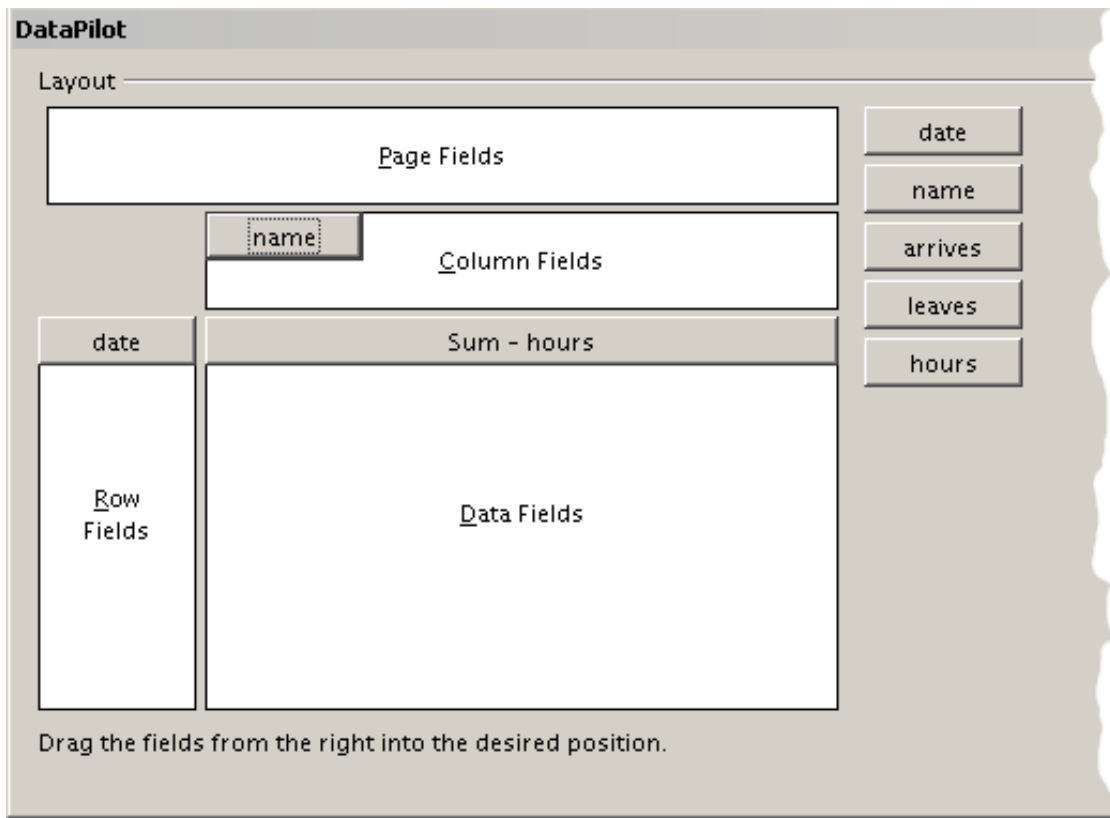 DataPilot
Layout
Page Fields
date
name
arrives
leaves
hours
name
Column Fields
date
Sum - hours
Row
Fields
Data Fields
Drag the fields from the right into the desired position.